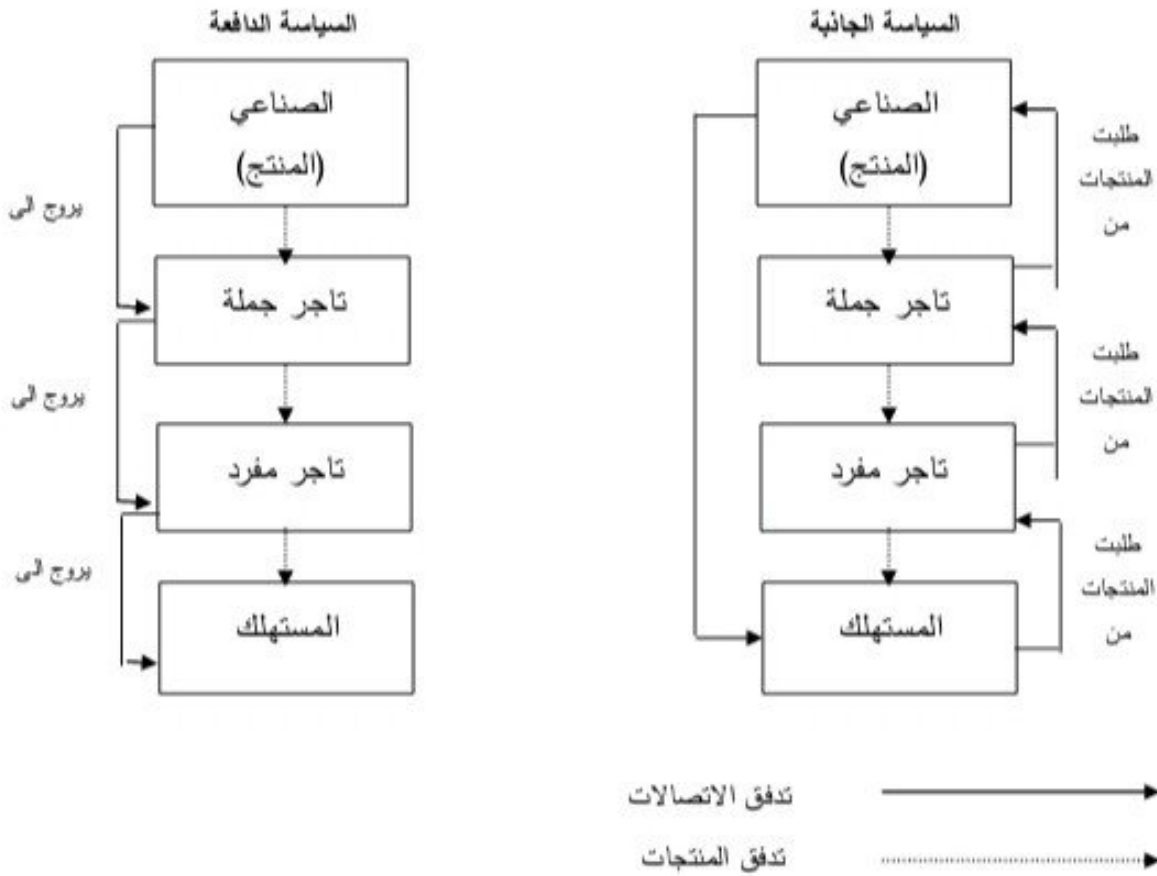 السياسة الجاذبة
الصناعي
(المنتج)
تاجر جملة
تاجر مفرد
المستهلك
طلبت
المنتجات
من
طلبت
المنتجات
من
طلبت
المنتجات
من
السياسة الدافعة
الصناعي
(المنتج)
تاجر جملة
تاجر مفرد
المستهلك
يروج الى
يروج الى
يروج الى
تدفق الاتصالات
تدفق المنتجات